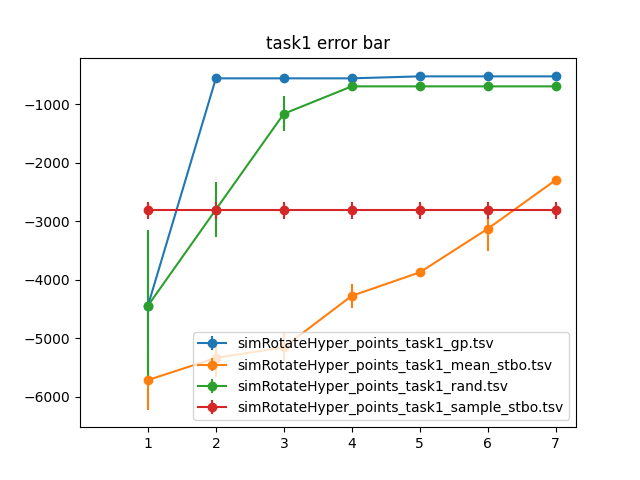 task1 error bar
−1000
−2000
−3000
−4000
−5000
−6000
simRotateHyper_points_task1_gp.tsv
simRotateHyper_points_task1_mean_stbo.tsv
simRotateHyper_points_task1_rand.tsv
simRotateHyper_points_task1_sample_stbo.tsv
1 2 3 4 5 6 7